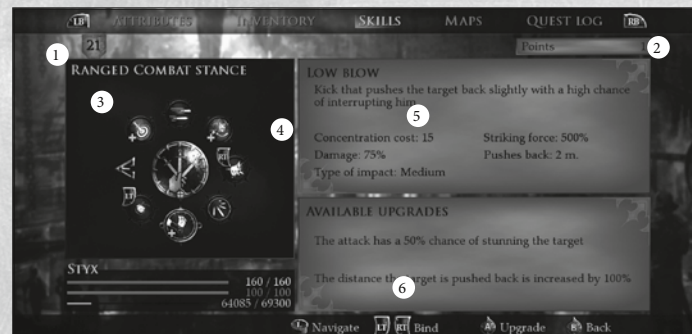 LB ATTRIBUTES INVENTORY SKILLS MAPS QUEST LOG RB
1 21 Points 2
RANGED COMBAT STANCE
3
4
RT
LT
LOW BLOW
Kick that pushes the target back slightly with a high chance
of interrupting him
5
Concentration cost: 15 Striking force: 500%
Damage: 75% Pushes back: 2 m.
Type of impact: Medium
AVAILABLE UPGRADES
The attack has a 50% chance of stunning the target
The distance the target is pushed back is increased by 100%
6
STYX
160 / 160
100 / 100
64085 / 69300
L Navigate LT RT Bind A Upgrade B Back